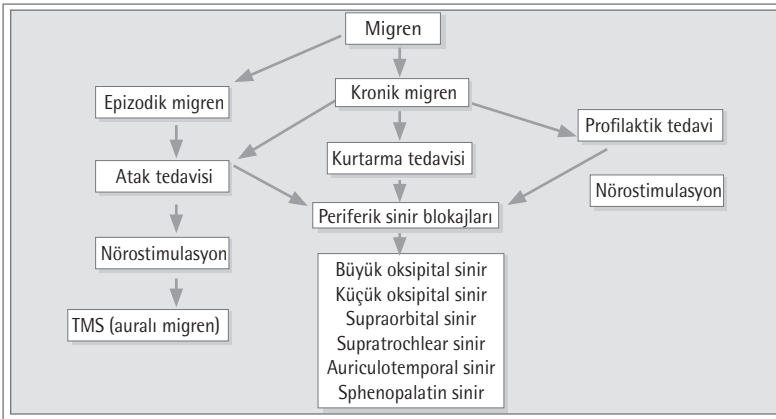 Migren
Epizodik migren
Kronik migren
Profilaktik tedavi
Atak tedavisi
Kurtarma tedavisi
Nörostimulasyon
Periferik sinir blokajları
Nörostimulasyon
TMS (auralı migren)
Büyük oksipital sinir
Küçük oksipital sinir
Supraorbital sinir
Supratrochlear sinir
Auriculotemporal sinir
Sphenopalatin sinir